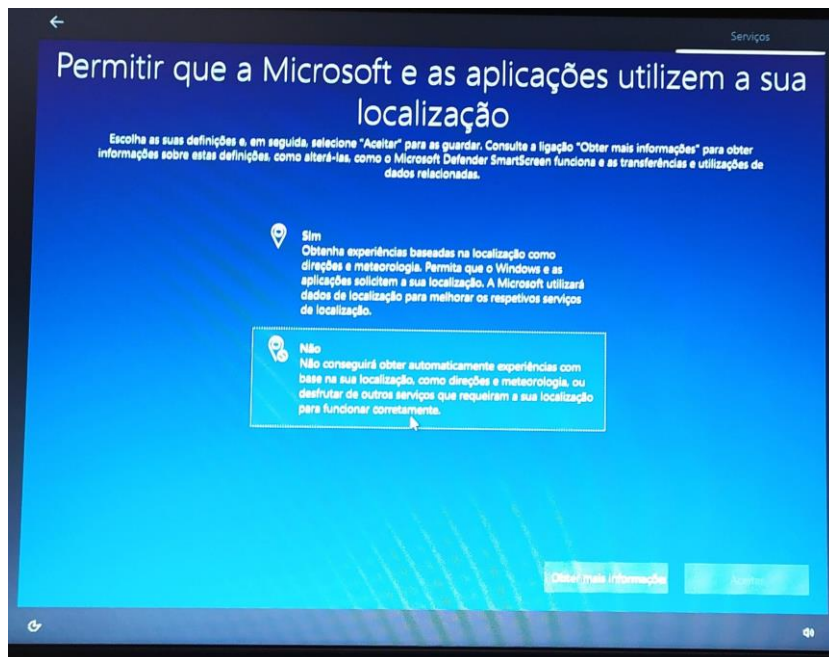 Serviços
Permitir que a Microsoft e as aplicações utilizem a sua
localização
Escolha as suas definições e, em seguida, selecione "Aceitar" para as guardar. Consulte a ligação "Obter mais informações" para obter
informações sobre estas definições, como alterá-las, como o Microsoft Defender SmartScreen funciona e as transferências e utilizações de
dados relacionadas.
Sim
Obtenha experiências baseadas na localização como
direções e meteorologia. Permita que o Windows e as
aplicações solicitem a sua localização. A Microsoft utilizará
dados de localização para melhorar os respetivos serviços
de localização.
Não
Não conseguirá obter automaticamente experiências com
base na sua localização, como direções e meteorologia, ou
desfrutar de outros serviços que requeiram a sua localização
para funcionar corretamente.
Obter mais informações
Aceitar